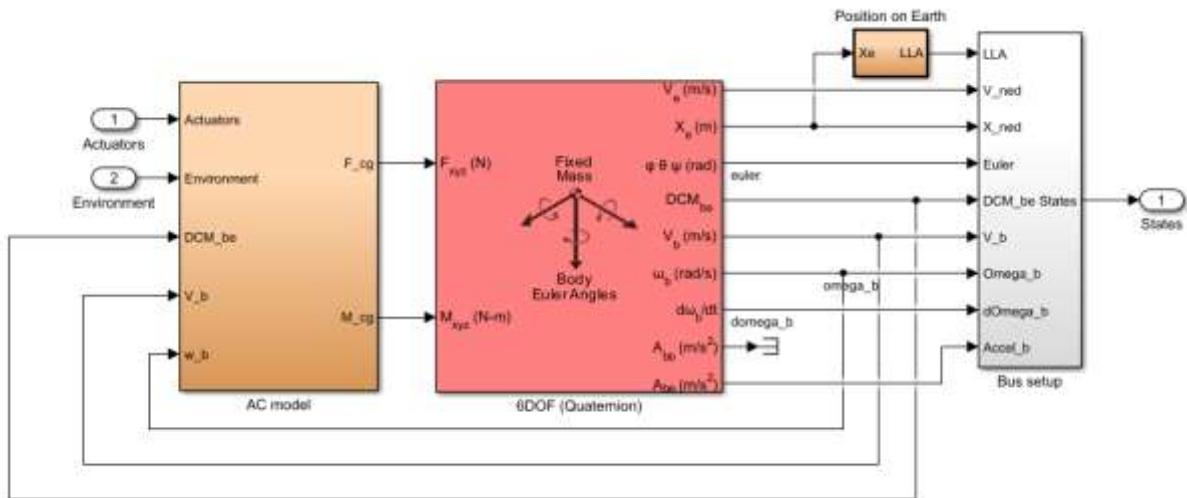 Position on Earth
Xe
LLA
LLA
V_ned
X_ned
Euler
DCM_be
States
V_b
Omega_b
dOmega_b
Accel_b
Bus setup
1
States
1
Actuators
2
Environment
Actuators
Environment
DCM_be
V_b
w_b
F_cg
M_cg
AC model
F_xyz (N)
M_xyz (N-m)
Fixed
Mass
Body
Euler Angles
V_e (m/s)
X_e (m)
φ θ ψ (rad)
DCM_be
V_b (m/s)
ω_b (rad/s)
dω_b/dt
A_bb (m/s²)
A_be (m/s²)
6DOF (Quaternion)
euler
omega_b
domega_b